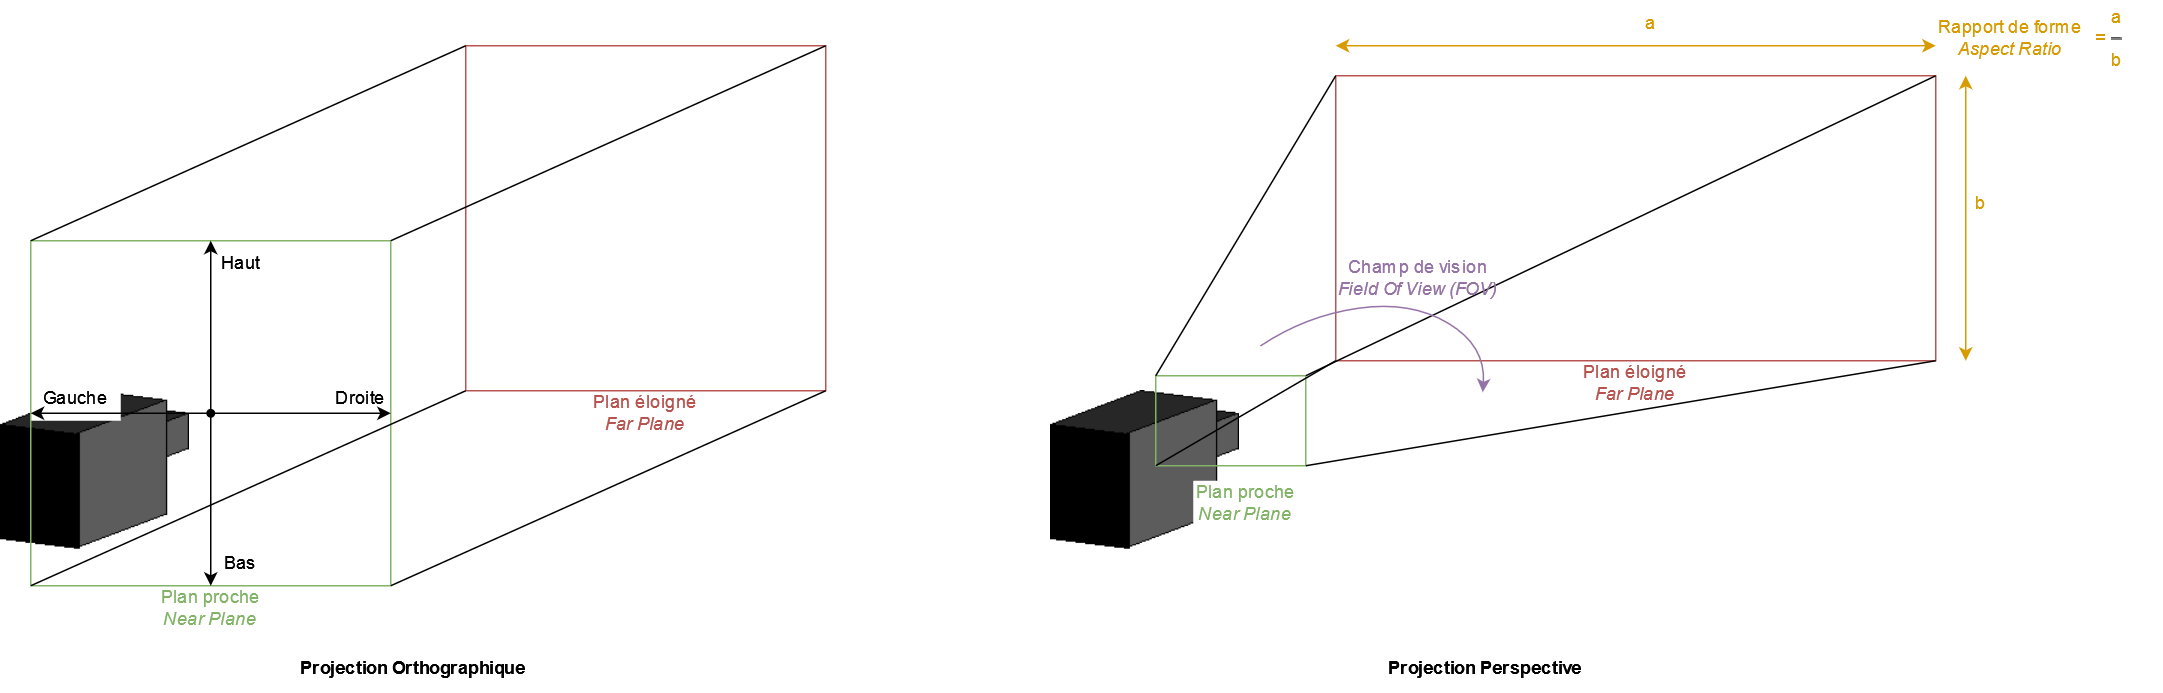 Haut
Gauche
Droite
Bas
Plan proche
Near Plane
Plan éloigné
Far Plane
Projection Orthographique
a
Rapport de forme
Aspect Ratio
= a
b
b
Champ de vision
Field Of View (FOV)
Plan éloigné
Far Plane
Plan proche
Near Plane
Projection Perspective